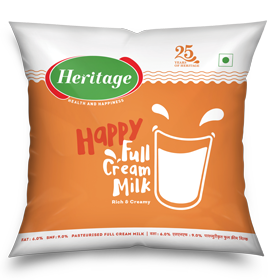 25
YEARS
OF HERITAGE
Heritage
HEALTH AND HAPPINESS
Happy
Full
Cream
Milk
Rich & Creamy
FAT: 6.0% SNF: 9.0% PASTEURISED FULL CREAM MILK